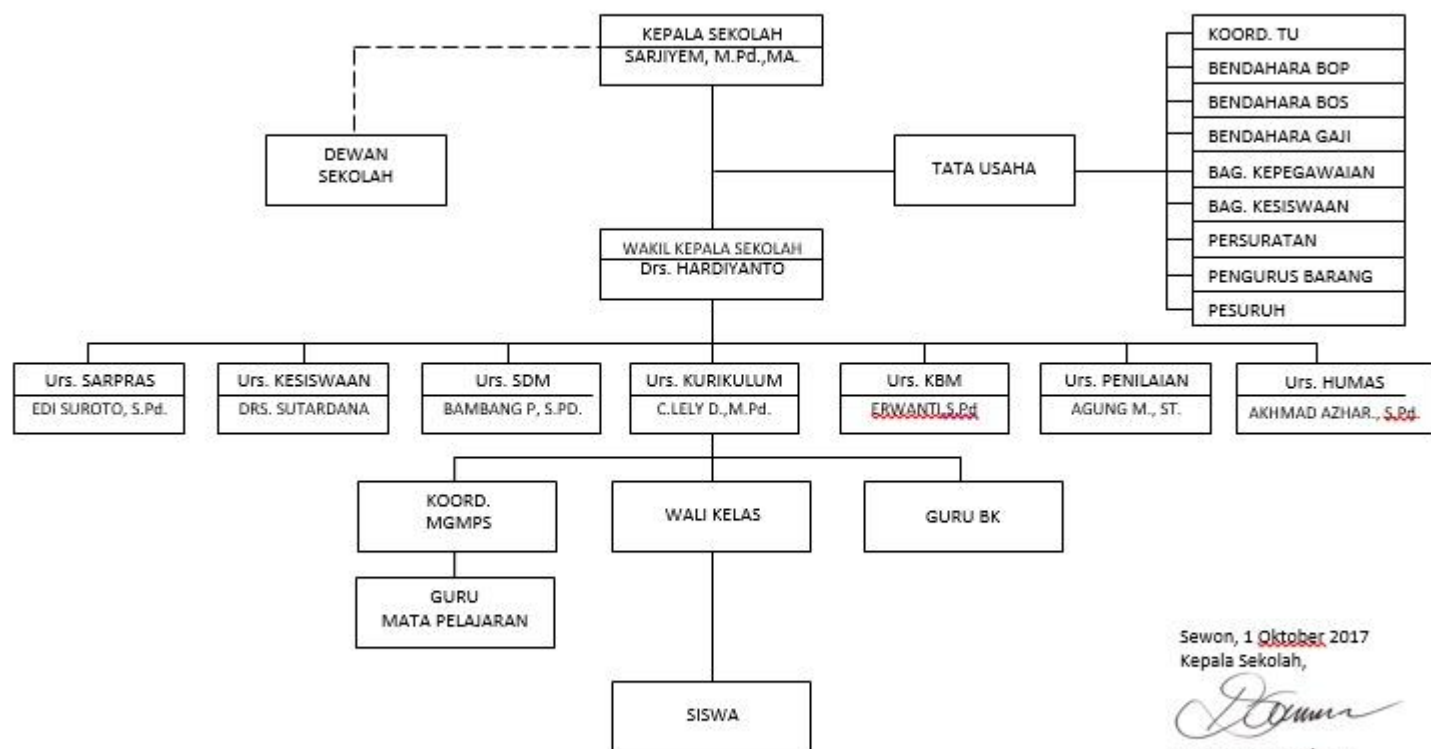 KEPALA SEKOLAH
SARJIYEM, M.Pd.,MA.
DEWAN
SEKOLAH
TATA USAHA
KOORD. TU
BENDAHARA BOP
BENDAHARA BOS
BENDAHARA GAJI
BAG. KEPEGAWAIAN
BAG. KESISWAAN
PERSURATAN
PENGURUS BARANG
PESURUH
WAKIL KEPALA SEKOLAH
Drs. HARDIYANTO
Urs. SARPRAS
EDI SUROTO, S.Pd.
Urs. KESISWAAN
DRS. SUTARDANA
Urs. SDM
BAMBANG P, S.PD.
Urs. KURIKULUM
C.LELY D.,M.Pd.
Urs. KBM
ERWANTI,S.Pd
Urs. PENILAIAN
AGUNG M., ST.
Urs. HUMAS
AKHMAD AZHAR., S.Pd
KOORD.
MGMPS
WALI KELAS
GURU BK
GURU
MATA PELAJARAN
SISWA
Sewon, 1 Oktober 2017
Kepala Sekolah,